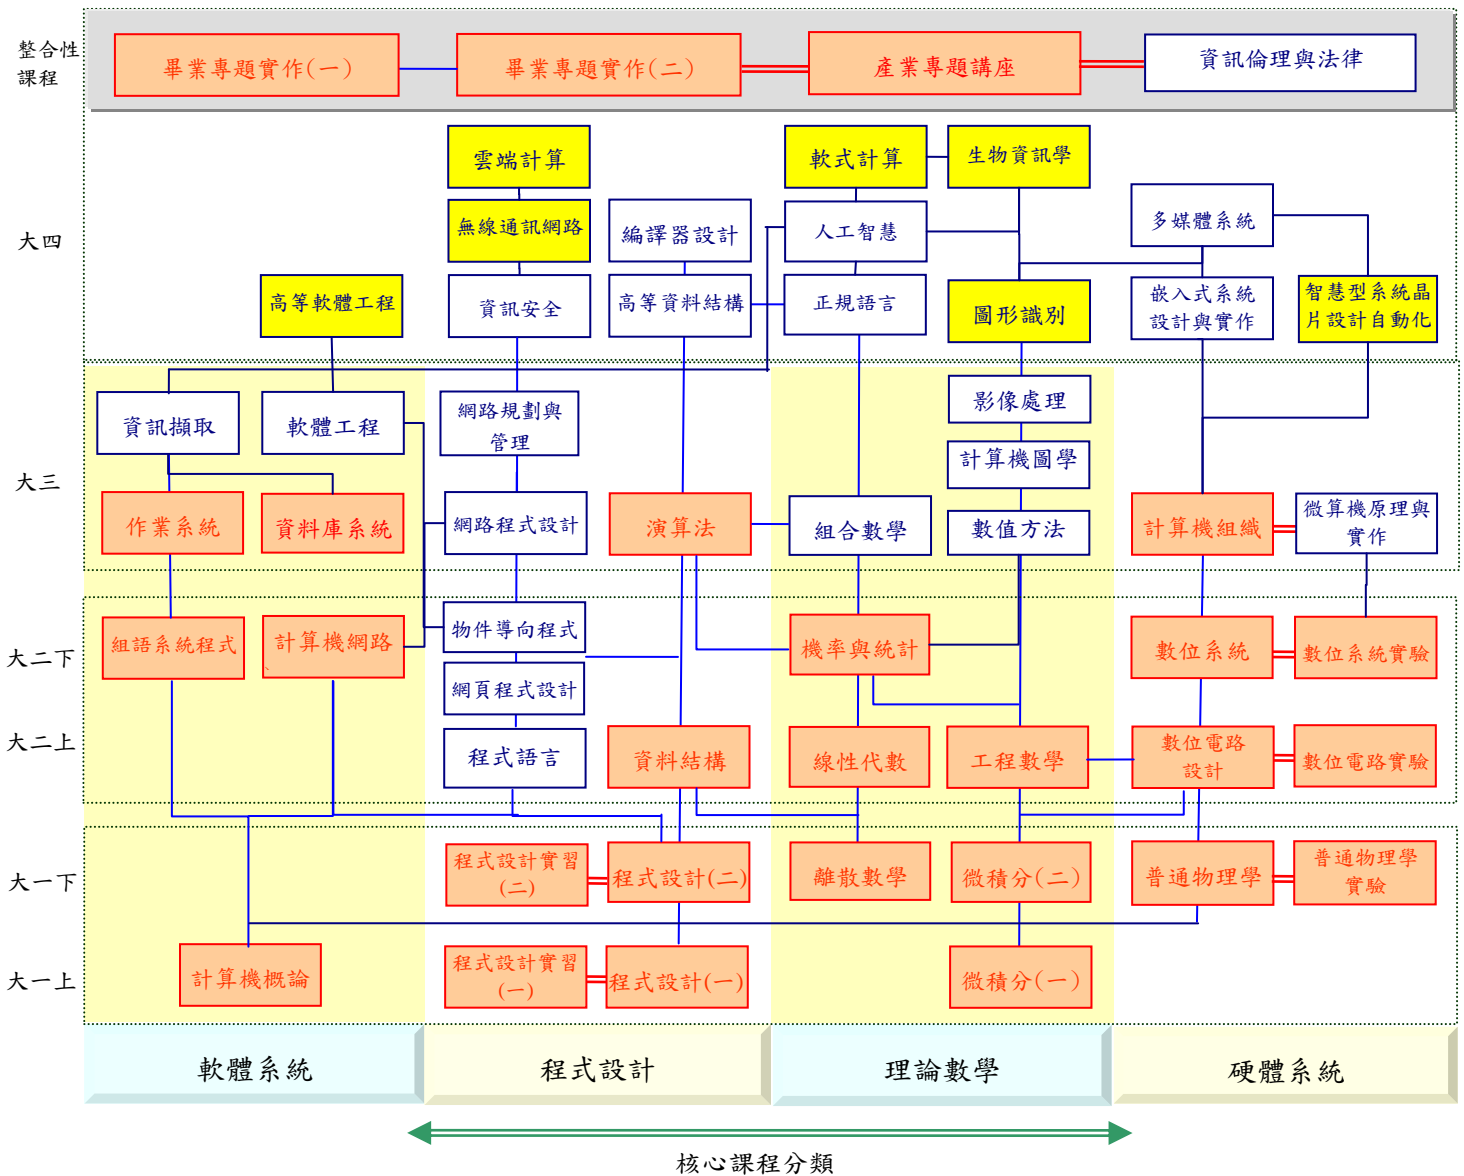 整合性
課程
畢業專題實作(一)
畢業專題實作(二)
產業專題講座
資訊倫理與法律
大四
雲端計算
軟式計算
生物資訊學
無線通訊網路
編譯器設計
人工智慧
多媒體系統
高等軟體工程
資訊安全
高等資料結構
正規語言
圖形識別
嵌入式系統
設計與實作
智慧型系統晶
片設計自動化
大三
資訊擷取
軟體工程
網路規劃與
管理
影像處理
計算機圖學
作業系統
資料庫系統
網路程式設計
演算法
組合數學
數值方法
計算機組織
微算機原理與
實作
大二下
組語系統程式
計算機網路
、
物件導向程式
機率與統計
數位系統
數位系統實驗
網頁程式設計
大二上
程式語言
資料結構
線性代數
工程數學
數位電路
設計
數位電路實驗
大一下
程式設計實習
(二)
程式設計(二)
離散數學
微積分(二)
普通物理學
普通物理學
實驗
大一上
計算機概論
程式設計實習
(一)
程式設計(一)
微積分(一)
軟體系統
程式設計
理論數學
硬體系統
核心課程分類